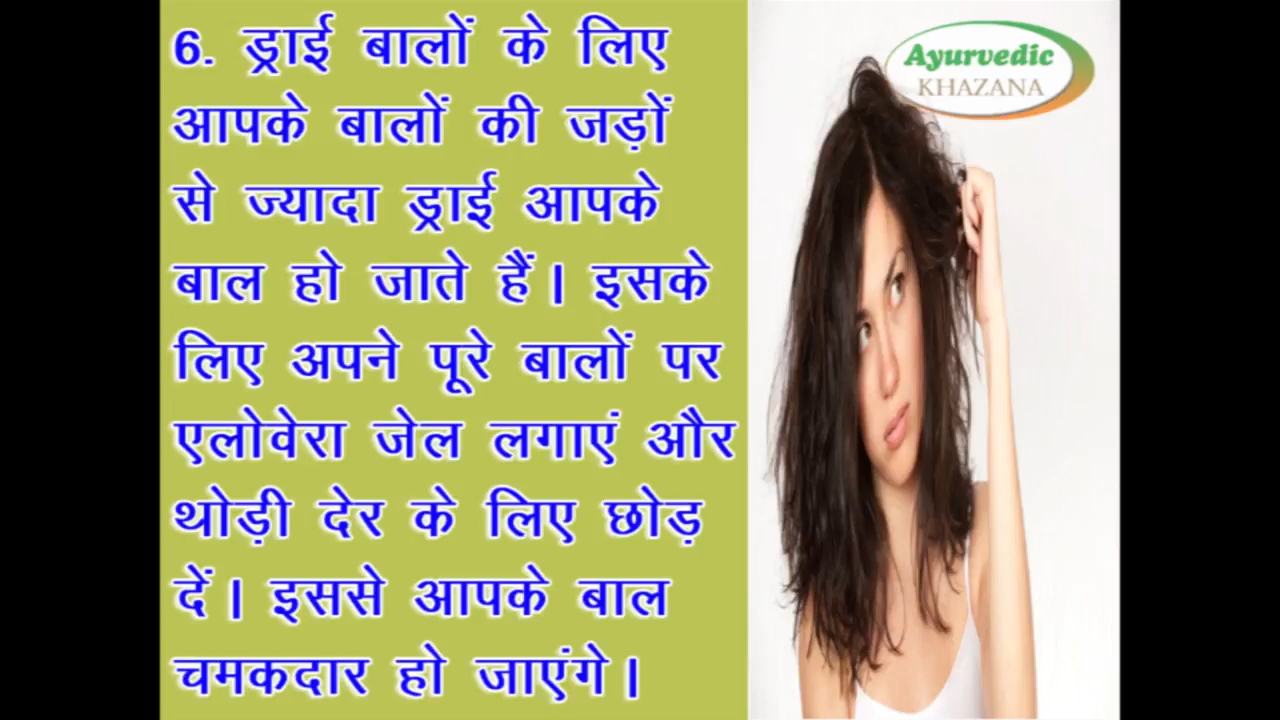 6. ड्राई बालों के लिए
आपके बालों की जड़ों
से ज्यादा ड्राई आपके
बाल हो जाते हैं। इसके
लिए अपने पूरे बालों पर
एलोवेरा जेल लगाएं और
थोड़ी देर के लिए छोड़
दें। इससे आपके बाल
चमकदार हो जाएंगे।
Ayurvedic
KHAZANA